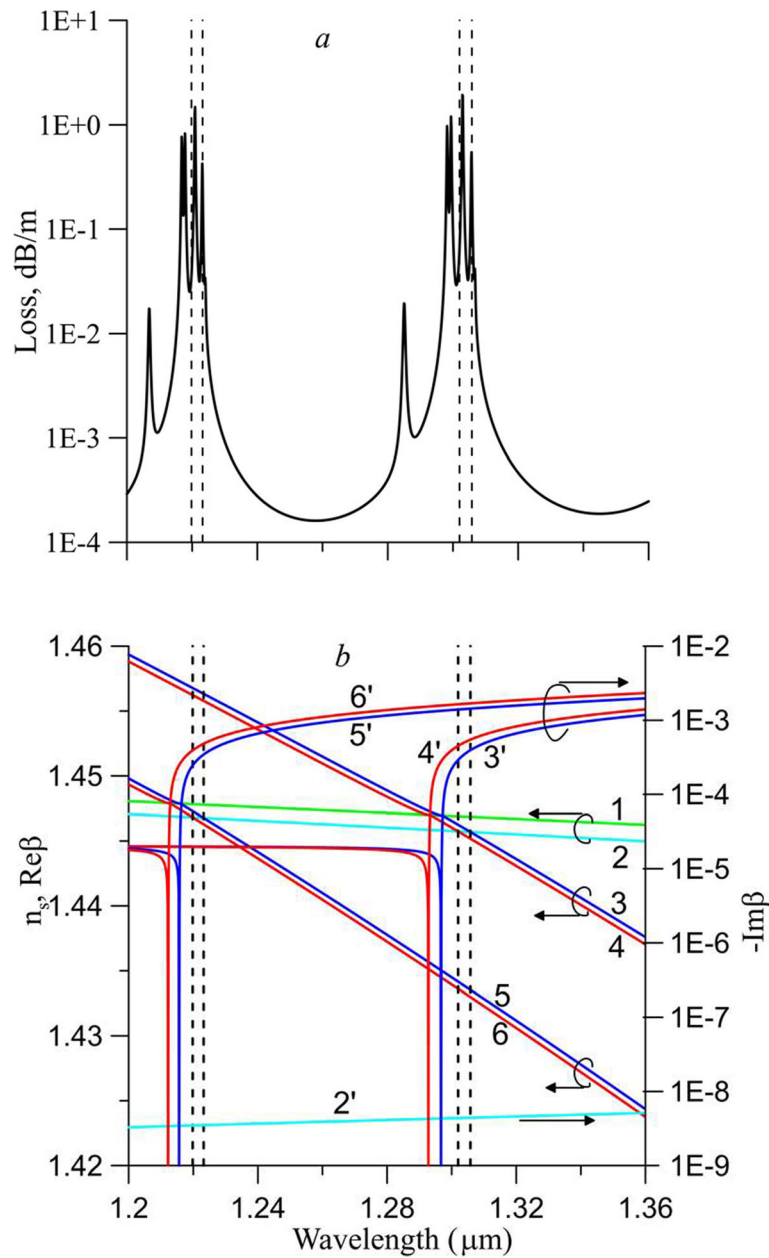 a
1E+1
1E+0
1E-1
1E-2
1E-3
1E-4
Loss, dB/m
b
1.46
1.45
1.44
1.43
1.42
nₛ, Reβ
1E-2
1E-3
1E-4
1E-5
1E-6
1E-7
1E-8
1E-9
-Imβ
6'
5'
4'
3'
1
2
3
4
5
6
2'
1.2
1.24
1.28
1.32
1.36
Wavelength (μm)